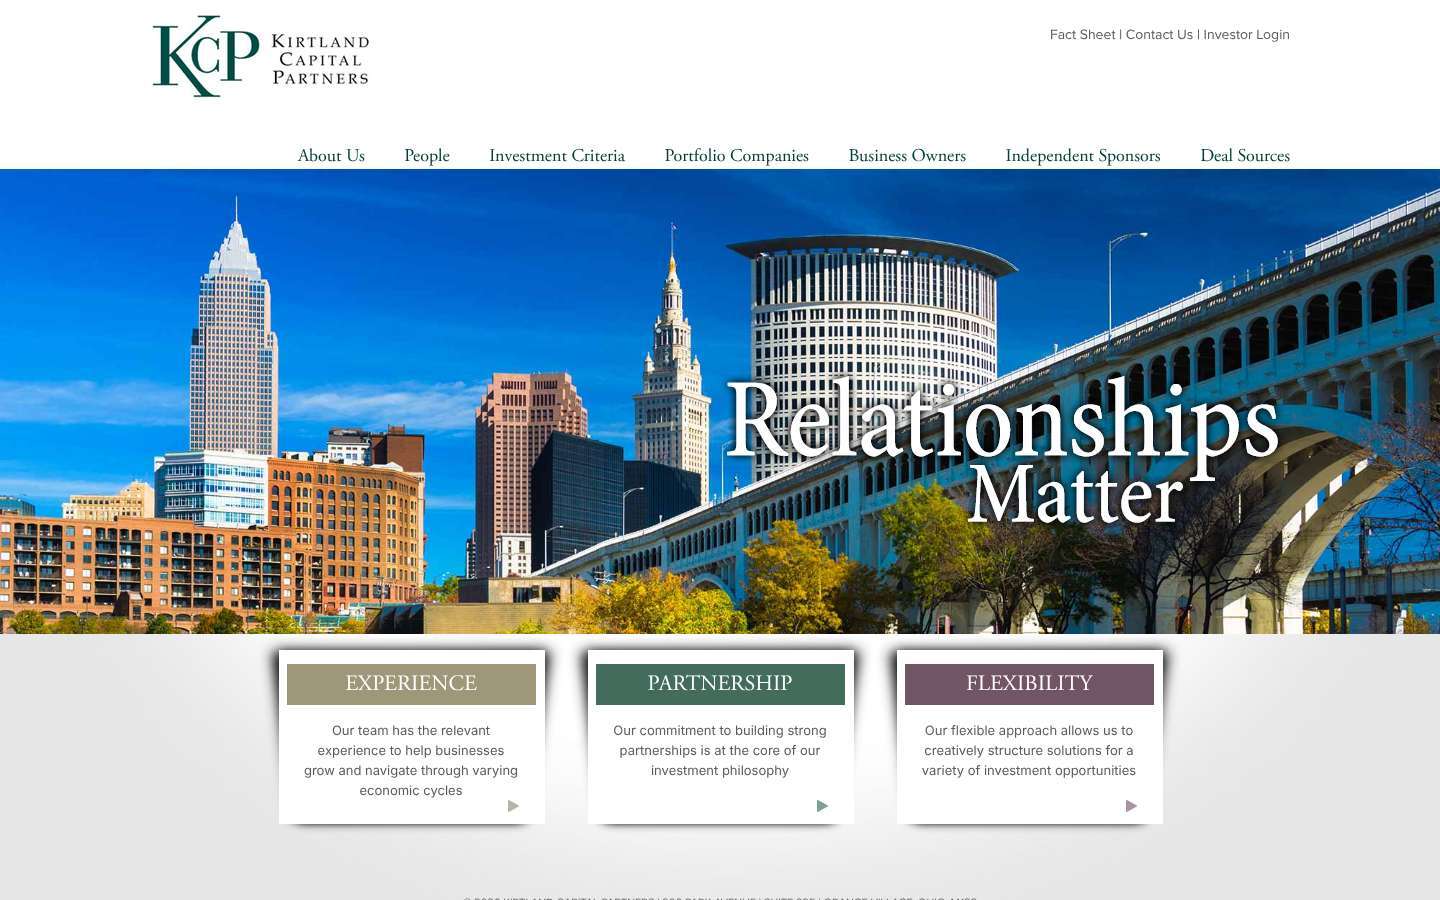 KCP
KIRTLAND
CAPITAL
PARTNERS
Fact Sheet | Contact Us | Investor Login
About Us People Investment Criteria Portfolio Companies Business Owners Independent Sponsors Deal Sources
Relationships
Matter
EXPERIENCE
Our team has the relevant
experience to help businesses
grow and navigate through varying
economic cycles
PARTNERSHIP
Our commitment to building strong
partnerships is at the core of our
investment philosophy
FLEXIBILITY
Our flexible approach allows us to
creatively structure solutions for a
variety of investment opportunities